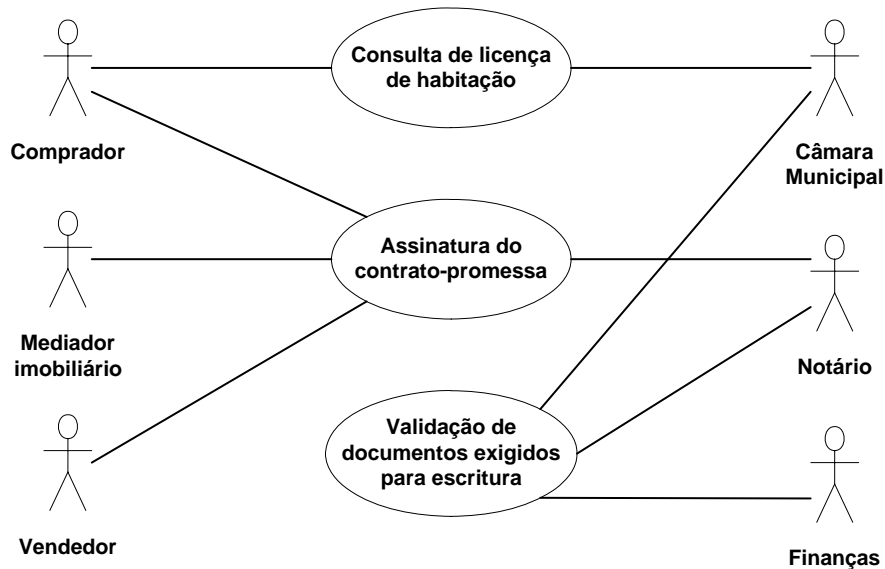 Consulta de licença
de habitação
Comprador
Câmara
Municipal
Assinatura do
contrato-promessa
Mediador
imobiliário
Notário
Validação de
documentos exigidos
para escritura
Vendedor
Finanças